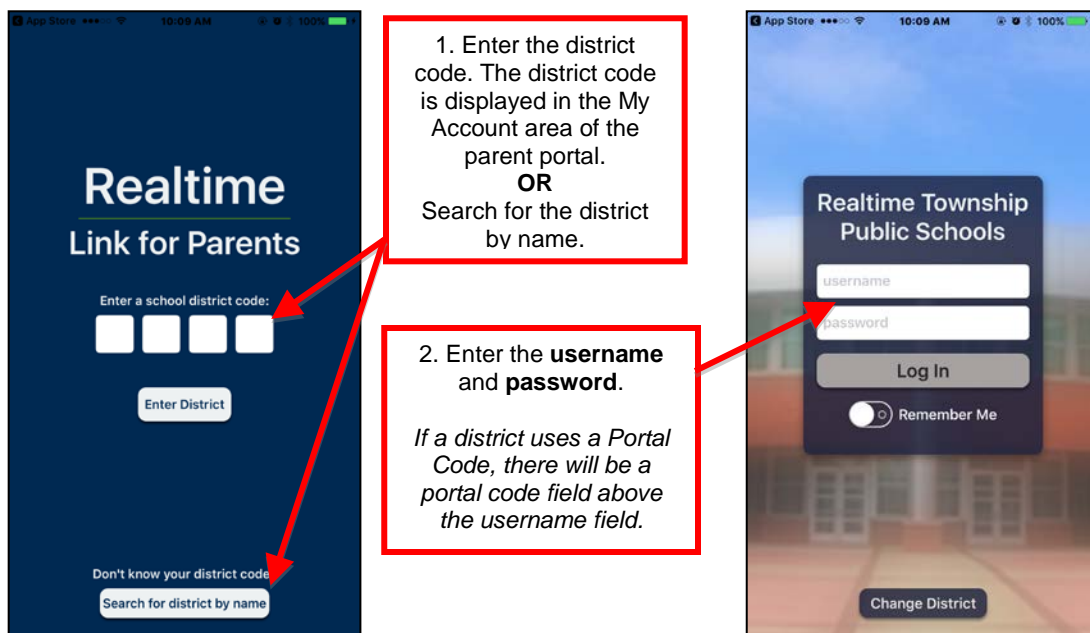 App Store 10:09 AM 100%
Realtime
Link for Parents
Enter a school district code:
Enter District
Don't know your district code
Search for district by name
1. Enter the district
code. The district code
is displayed in the My
Account area of the
parent portal.
OR
Search for the district
by name.
2. Enter the username
and password.
If a district uses a Portal
Code, there will be a
portal code field above
the username field.
App Store 10:09 AM 100%
Realtime Township
Public Schools
username
password
Log In
Remember Me
Change District